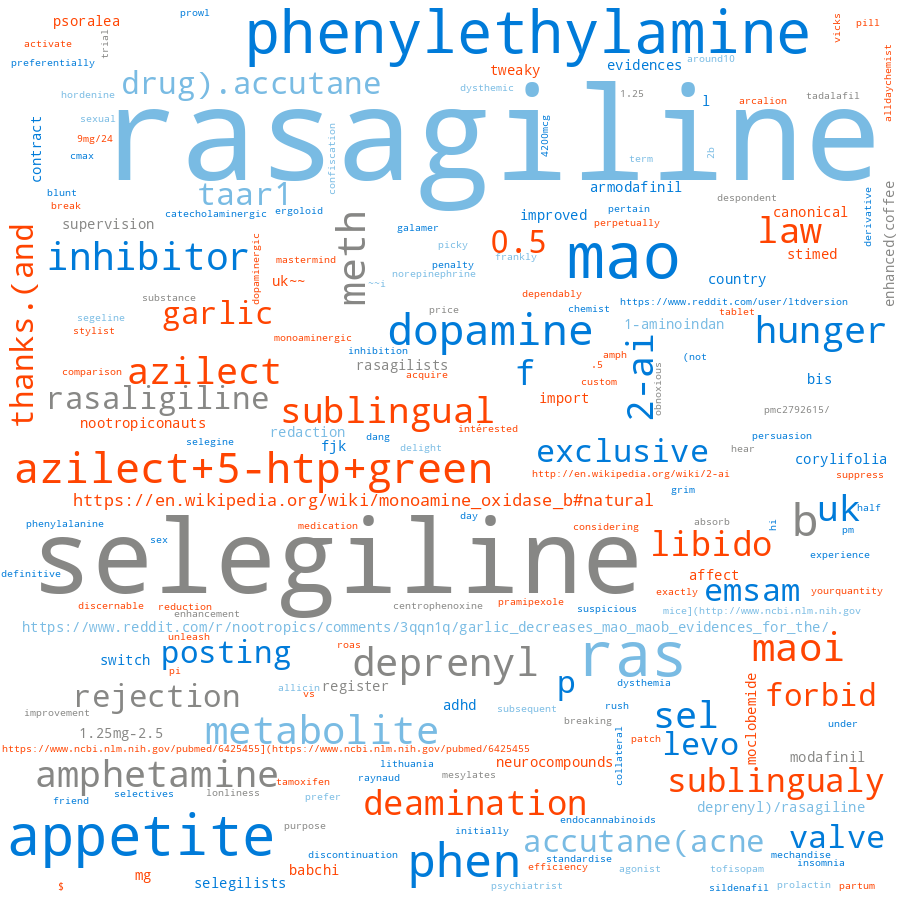 prowl
psoralea
phenylethylamine
vicks
pill
activate
trial
preferentially
tweaky
evidences
around10
alldaychemist
drug).accutane
dysthemic
hordenine
1.25
l
arcalion
tadalafil
rasagiline
sexual
contract
9mg/24
cmax
confiscation
4200mcg
term
2b
blunt
break
taar1
armodafinil
despondent
derivative
enhanced(coffee
catecholaminergic
ergoloid
improved
pertain
perpetually
canonical
supervision
meth
galamer
0.5
law
thanks.(and
inhibitor
dopaminergic
picky
frankly
mao
stimed
mastermind
penalty
norepinephrine
uk~~
~~i
country
dependably
substance
https://www.reddit.com/user/ltdversion
garlic
price
chemist
tablet
segeline
stylist
dopamine
1-aminoindan
hunger
monoaminergic
inhibition
amph
2-ai
(not
comparison
azilect
rasagilists
f
.5
obnoxious
acquire
custom
bis
rasaligiline
import
sublingual
pmc2792615/
nootropiconauts
redaction
interested
selegine
fjk
dang
delight
persuasion
exclusive
hear
azilect+5-htp+green
corylifolia
http://en.wikipedia.org/wiki/2-ai
suppress
grim
https://en.wikipedia.org/wiki/monoamine_oxidase_b#natural
uk
half
phenylalanine
medication
day
considering
absorb
b
hi
pm
selegiline
sex
libido
experience
definitive
affect
exactly
emsam
yourquantity
discernable
reduction
centrophenoxine
pramipexole
suspicious
enhancement
mice](http://www.ncbi.nlm.nih.gov
https://www.reddit.com/r/nootropics/comments/3qqn1q/garlic_decreases_mao_maob_evidences_for_the/
unleash
roas
switch
posting
deprenyl
ras
maoi
pi
p
dysthemia
rejection
allicin
vs
register
moclobemide
forbid
adhd
subsequent
rush
improvement
sel
breaking
under
1.25mg-2.5
metabolite
patch
levo
https://www.ncbi.nlm.nih.gov/pubmed/6425455](https://www.ncbi.nlm.nih.gov/pubmed/6425455
collateral
modafinil
amphetamine
lithuania
neurocompounds
tamoxifen
raynaud
mesylates
sublingualy
friend
selectives
lonliness
prefer
deamination
deprenyl)/rasagiline
endocannabinoids
appetite
purpose
initially
accutane(acne
valve
discontinuation
phen
standardise
mechandise
babchi
efficiency
agonist
tofisopam
insomnia
mg
$
selegilists
psychiatrist
sildenafil
prolactin
partum